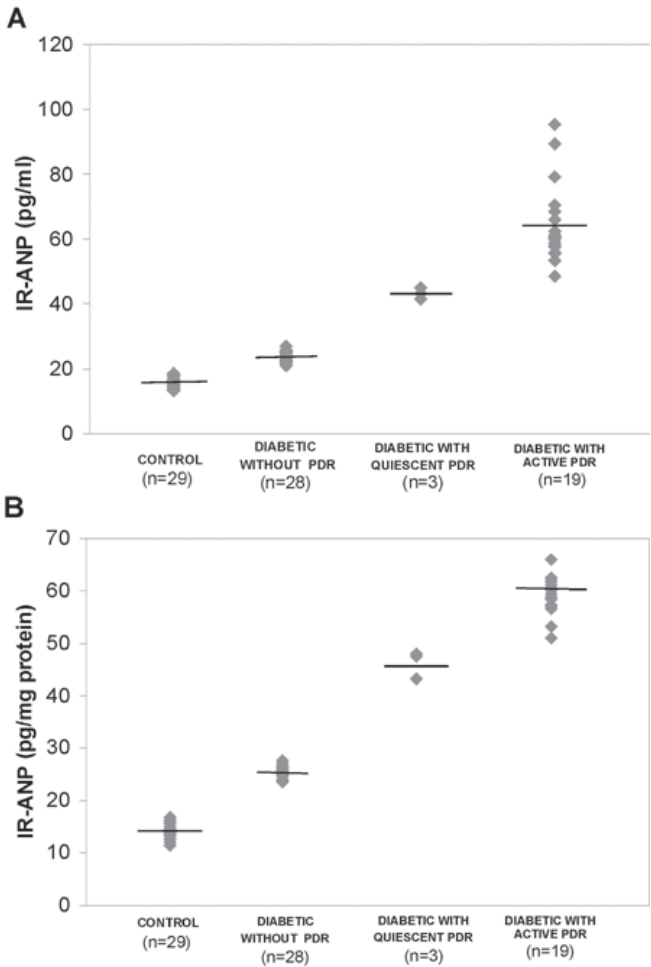 A
120
100
80
60
40
20
0
IR-ANP (pg/ml)
CONTROL
(n=29)
DIABETIC
WITHOUT PDR
(n=28)
DIABETIC WITH
QUIESCENT PDR
(n=3)
DIABETIC WITH
ACTIVE PDR
(n=19)
B
70
60
50
40
30
20
10
0
IR-ANP (pg/mg protein)
CONTROL
(n=29)
DIABETIC
WITHOUT PDR
(n=28)
DIABETIC WITH
QUIESCENT PDR
(n=3)
DIABETIC WITH
ACTIVE PDR
(n=19)